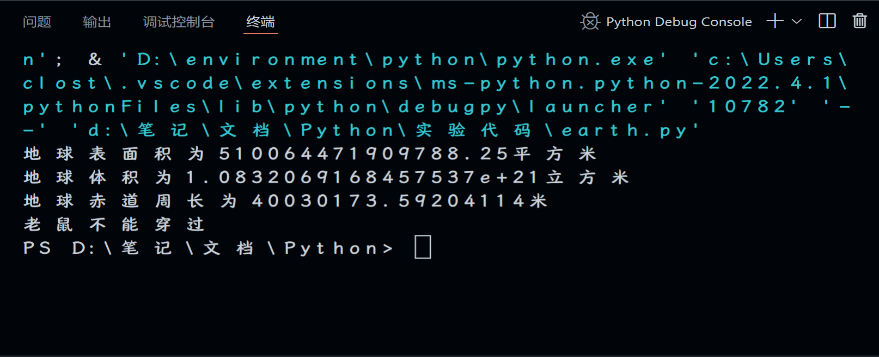 问题 输出 调试控制台 终端 Python Debug Console
n'; & 'D:\environment\python\python.exe' 'c:\Users\
clost\.vscode\extensions\ms-python.python-2022.4.1\
pythonFiles\lib\python\debugpy\launcher' '10782' '-
-' 'd:\笔记\文档\Python\实验代码\earth.py'
地球表面积为510064471909788.25平方米
地球体积为1.0832069168457537e+21立方米
地球赤道周长为40030173.59204114米
老鼠不能穿过
PS D:\笔记\文档\Python>